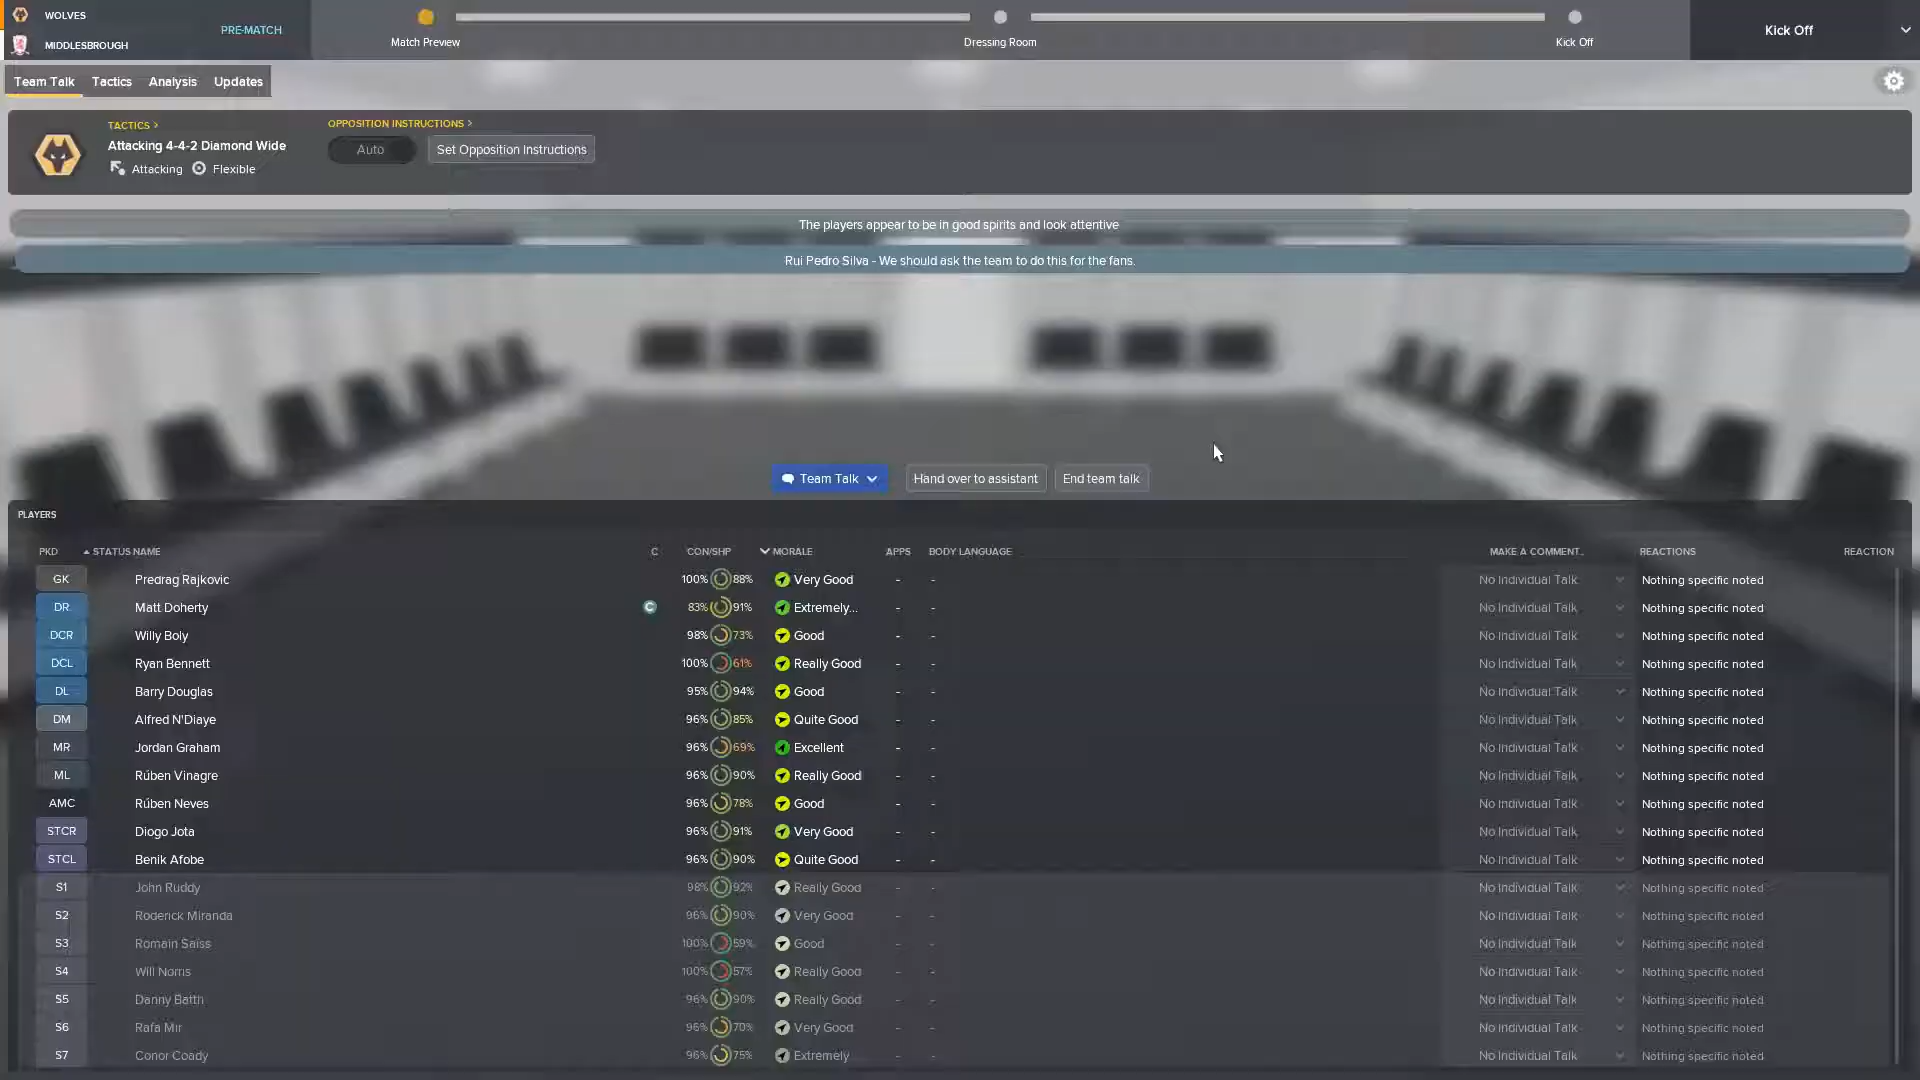 WOLVES
MIDDLESBROUGH
PRE-MATCH
Match Preview
Dressing Room
Kick Off
Kick Off
Team Talk Tactics Analysis Updates
TACTICS >
Attacking 4-4-2 Diamond Wide
Attacking Flexible
OPPOSITION INSTRUCTIONS >
Auto Set Opposition Instructions
The players appear to be in good spirits and look attentive
Rui Pedro Silva - We should ask the team to do this for the fans.
Team Talk Hand over to assistant End team talk
PLAYERS
PKD STATUS NAME C CON/SHP MORALE APPS BODY LANGUAGE MAKE A COMMENT.. REACTIONS REACTION
GK Predrag Rajkovic 100% 88% Very Good - - No Individual Talk Nothing specific noted
DR Matt Doherty C 83% 91% Extremely... - - No Individual Talk Nothing specific noted
DCR Willy Boly 98% 73% Good - - No Individual Talk Nothing specific noted
DCL Ryan Bennett 100% 61% Really Good - - No Individual Talk Nothing specific noted
DL Barry Douglas 95% 94% Good - - No Individual Talk Nothing specific noted
DM Alfred N'Diaye 96% 85% Quite Good - - No Individual Talk Nothing specific noted
MR Jordan Graham 96% 69% Excellent - - No Individual Talk Nothing specific noted
ML Rúben Vinagre 96% 90% Really Good - - No Individual Talk Nothing specific noted
AMC Rúben Neves 96% 78% Good - - No Individual Talk Nothing specific noted
STCR Diogo Jota 96% 91% Very Good - - No Individual Talk Nothing specific noted
STCL Benik Afobe 96% 90% Quite Good - - No Individual Talk Nothing specific noted
S1 John Ruddy 98% 92% Really Good - - No Individual Talk Nothing specific noted
S2 Roderick Miranda 96% 90% Very Good - - No Individual Talk Nothing specific noted
S3 Romain Saïss 100% 59% Good - - No Individual Talk Nothing specific noted
S4 Will Norris 100% 57% Really Good - - No Individual Talk Nothing specific noted
S5 Danny Batth 96% 90% Really Good - - No Individual Talk Nothing specific noted
S6 Rafa Mir 96% 70% Very Good - - No Individual Talk Nothing specific noted
S7 Conor Coady 96% 75% Extremely - - No Individual Talk Nothing specific noted